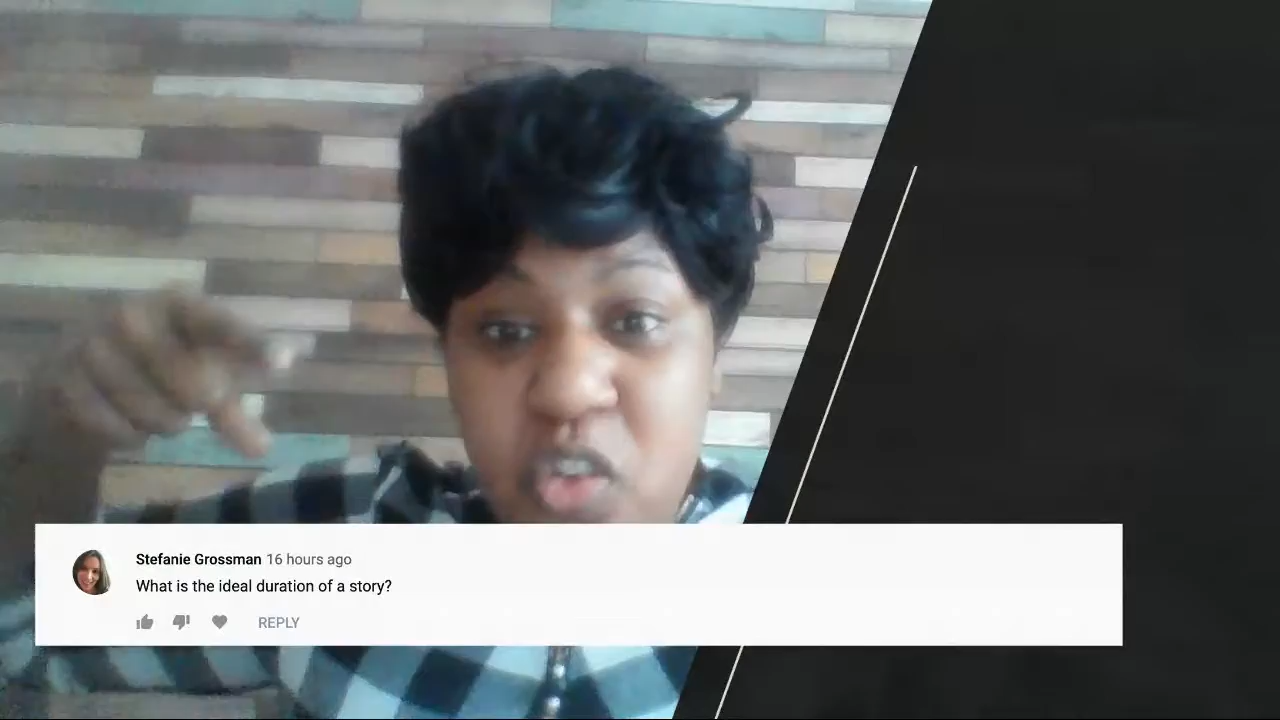 Stefanie Grossman 16 hours ago
What is the ideal duration of a story?
REPLY